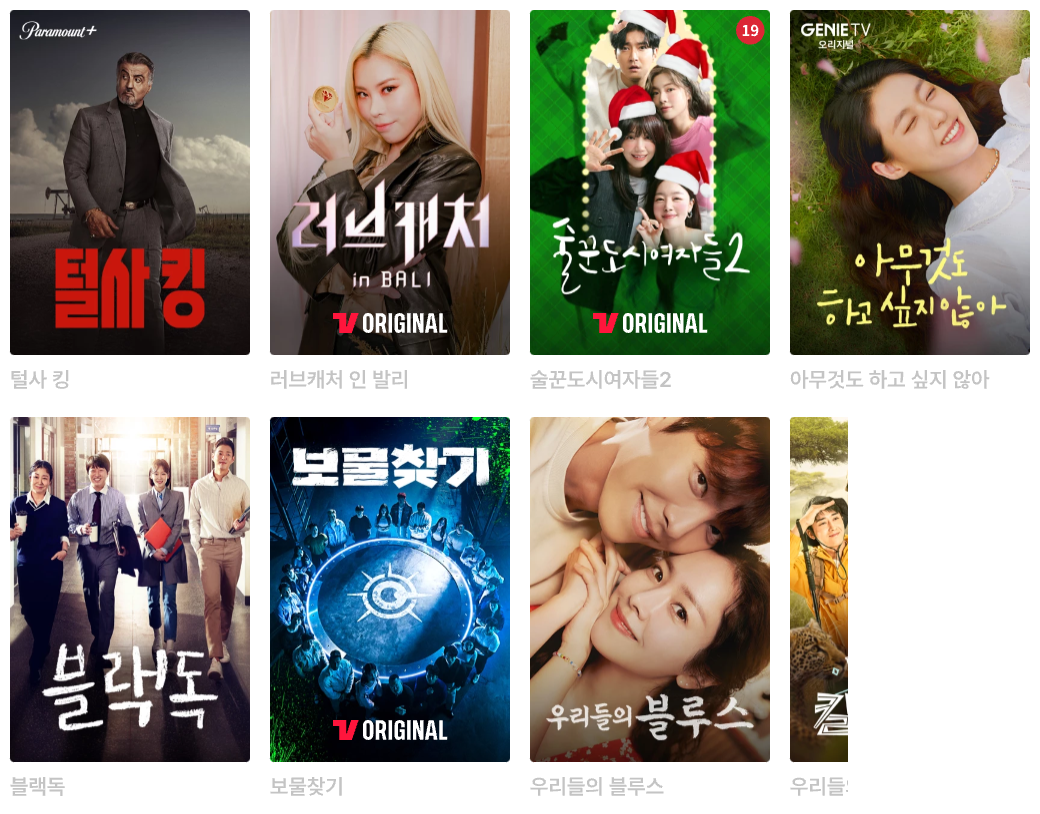 Paramount+
털사 킹
털사 킹
러브캐처
in BALI
TV ORIGINAL
러브캐처 인 발리
19
술꾼도시여자들2
TV ORIGINAL
술꾼도시여자들2
GENIE TV
오리지널
아무것도
하고 싶지 않아
아무것도 하고 싶지 않아
블랙독
블랙독
보물찾기
TV ORIGINAL
보물찾기
우리들의 블루스
우리들의 블루스